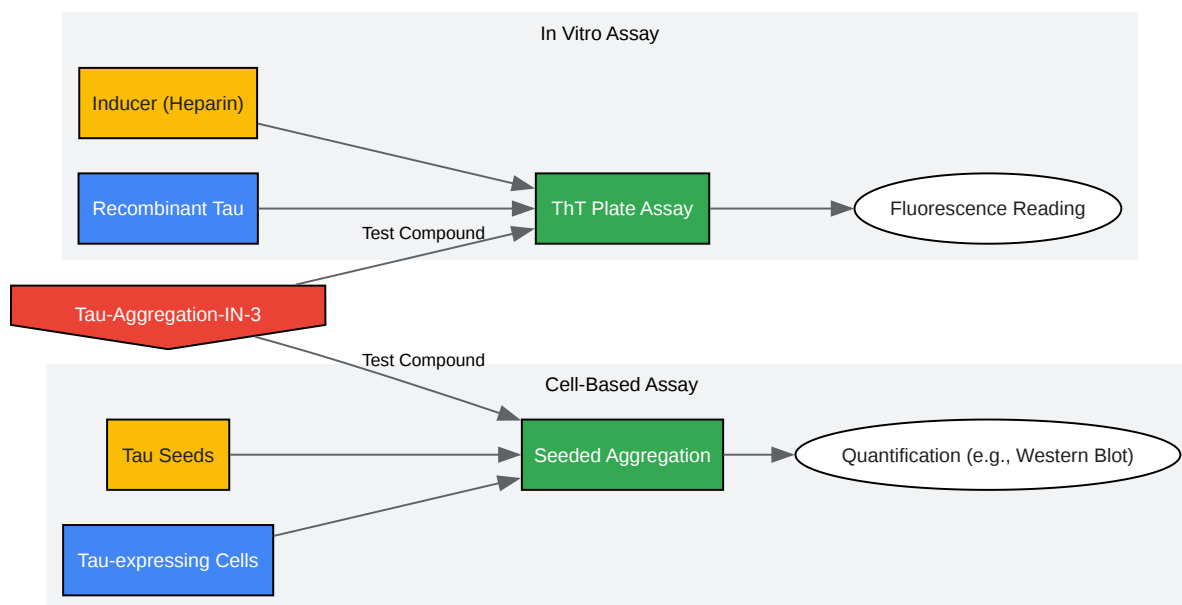 In Vitro Assay
Inducer (Heparin)
Recombinant Tau
ThT Plate Assay
Fluorescence Reading
Test Compound
Tau-Aggregation-IN-3
Test Compound
Cell-Based Assay
Tau Seeds
Seeded Aggregation
Quantification (e.g., Western Blot)
Tau-expressing Cells